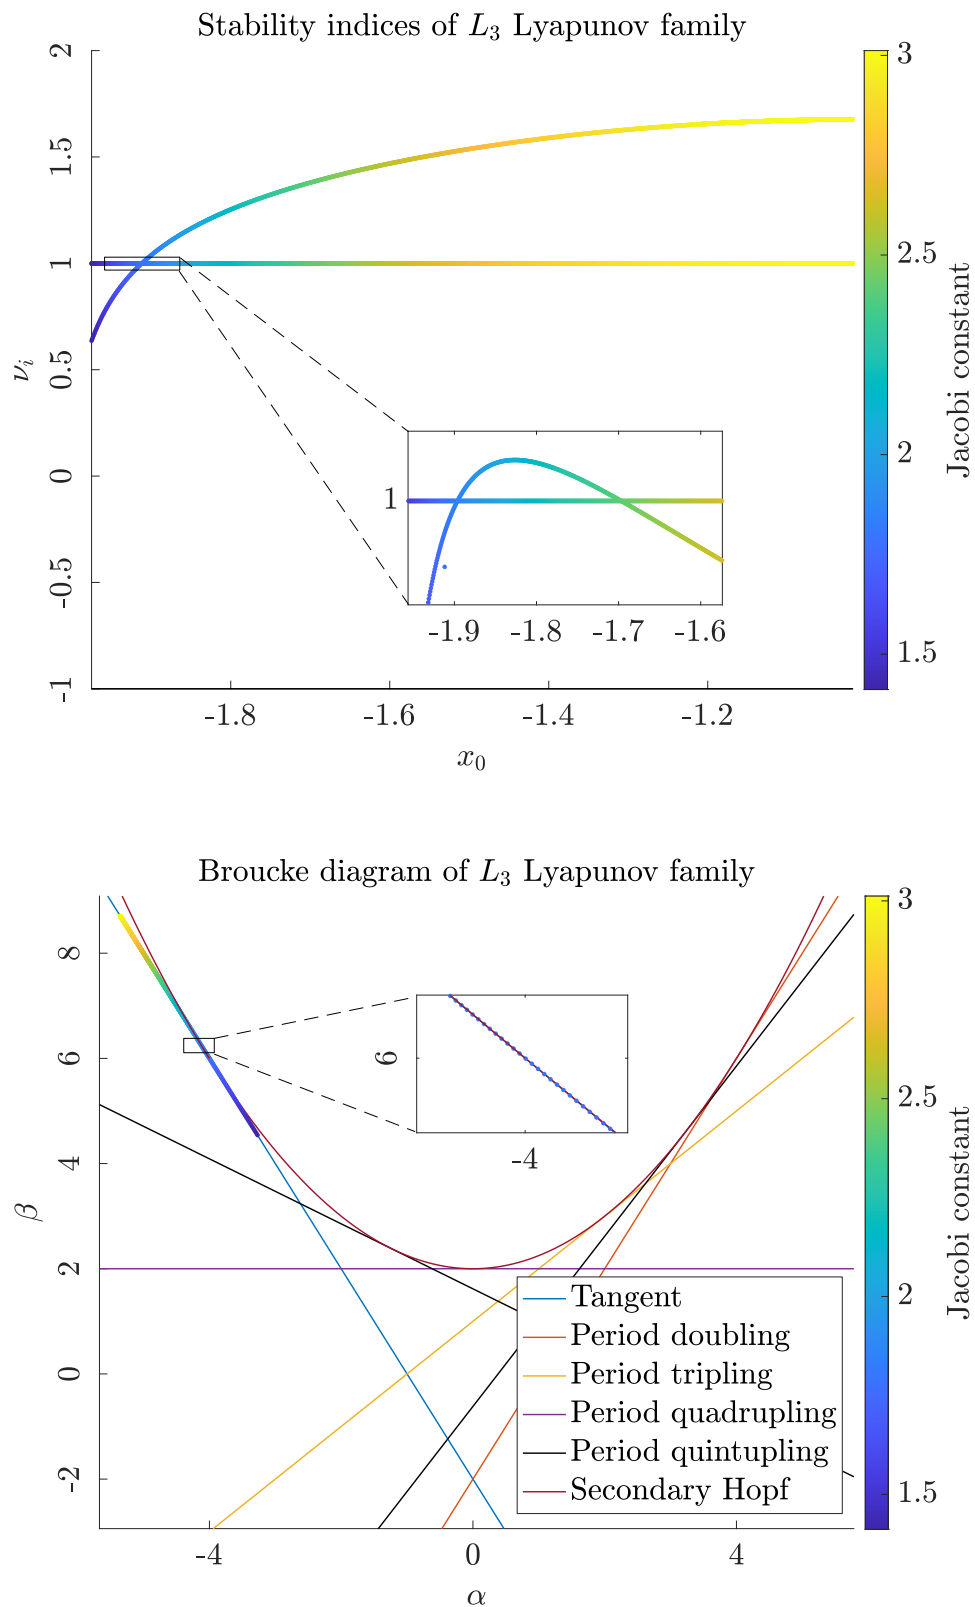 Stability indices of L₃ Lyapunov family
2
1.5
1
0.5
0
-0.5
-1
νᵢ
-1.8
-1.6
-1.4
-1.2
x₀
1
-1.9
-1.8
-1.7
-1.6
3
2.5
2
1.5
Jacobi constant
Broucke diagram of L₃ Lyapunov family
8
6
4
2
0
-2
β
-4
0
4
α
6
-4
Tangent
Period doubling
Period tripling
Period quadrupling
Period quintupling
Secondary Hopf
3
2.5
2
1.5
Jacobi constant